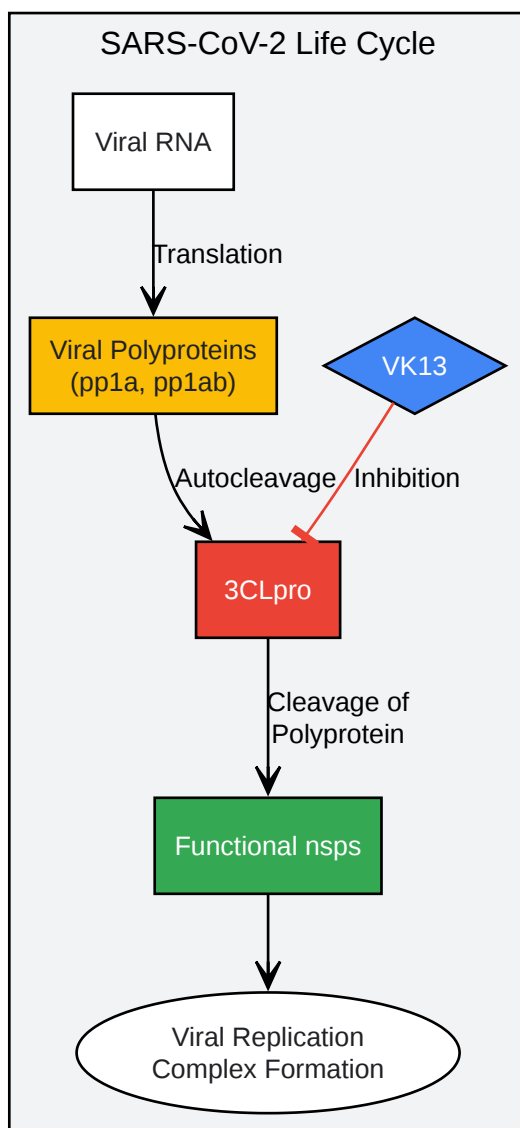 SARS-CoV-2 Life Cycle
Viral RNA
Translation
Viral Polyproteins
(pp1a, pp1ab)
VK13
Autocleavage
Inhibition
3CLpro
Cleavage of
Polyprotein
Functional nsps
Viral Replication
Complex Formation